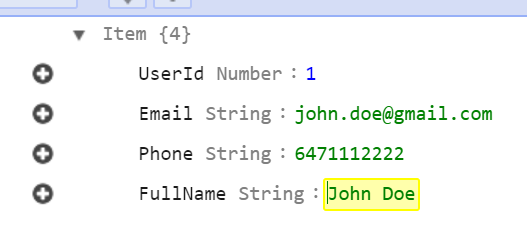 Item {4}
UserId Number : 1
Email String : john.doe@gmail.com
Phone String : 6471112222
FullName String : John Doe